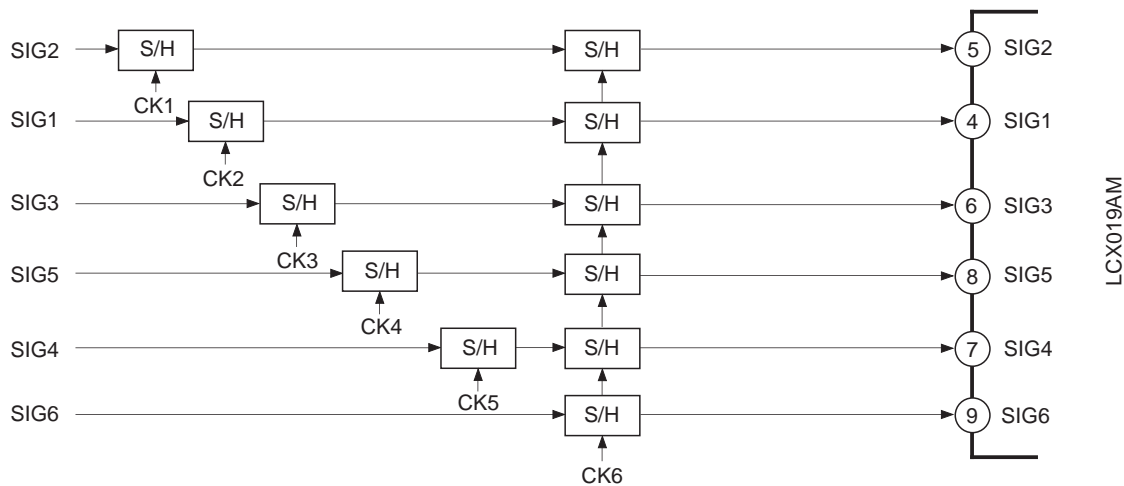 SIG2 S/H S/H 5 SIG2
CK1
SIG1 S/H S/H 4 SIG1
CK2
SIG3 S/H S/H 6 SIG3
CK3
SIG5 S/H S/H 8 SIG5
CK4
SIG4 S/H S/H 7 SIG4
CK5
SIG6 S/H 9 SIG6
CK6
LCX019AM